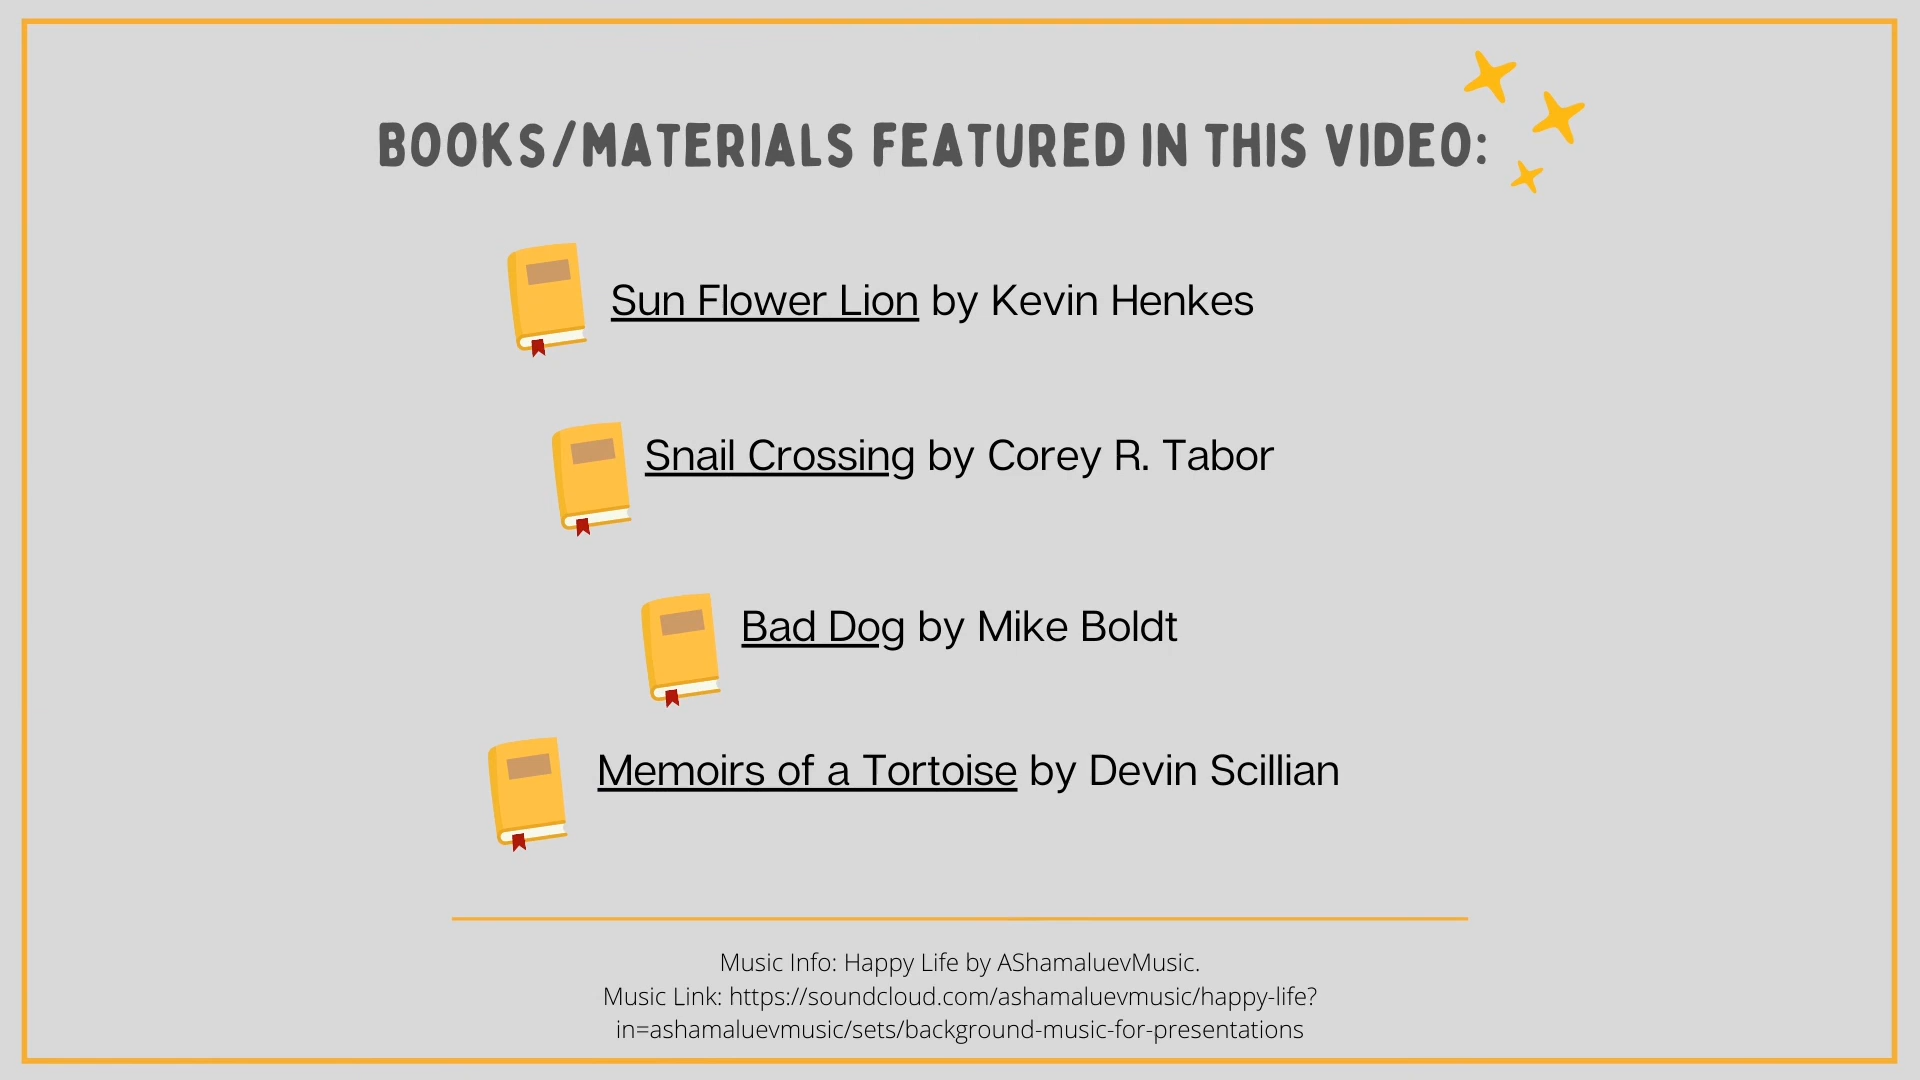 BOOKS/MATERIALS FEATURED IN THIS VIDEO:
Sun Flower Lion by Kevin Henkes
Snail Crossing by Corey R. Tabor
Bad Dog by Mike Boldt
Memoirs of a Tortoise by Devin Scillian
Music Info: Happy Life by AShamaluevMusic.
Music Link: https://soundcloud.com/ashamaluevmusic/happy-life?
in=ashamaluevmusic/sets/background-music-for-presentations